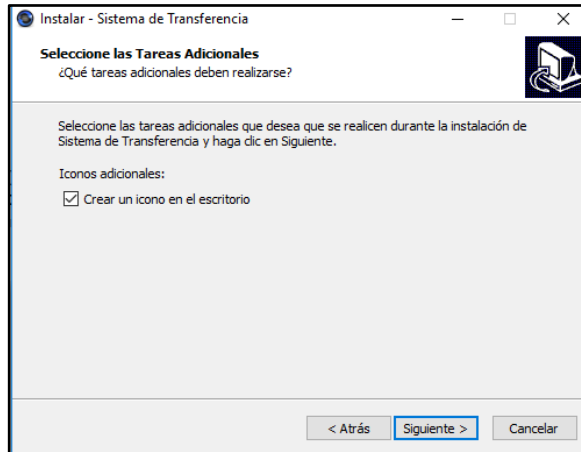 Instalar - Sistema de Transferencia
Seleccione las Tareas Adicionales
¿Qué tareas adicionales deben realizarse?
Seleccione las tareas adicionales que desea que se realicen durante la instalación de
Sistema de Transferencia y haga clic en Siguiente.
Iconos adicionales:
Crear un icono en el escritorio
< Atrás Siguiente > Cancelar